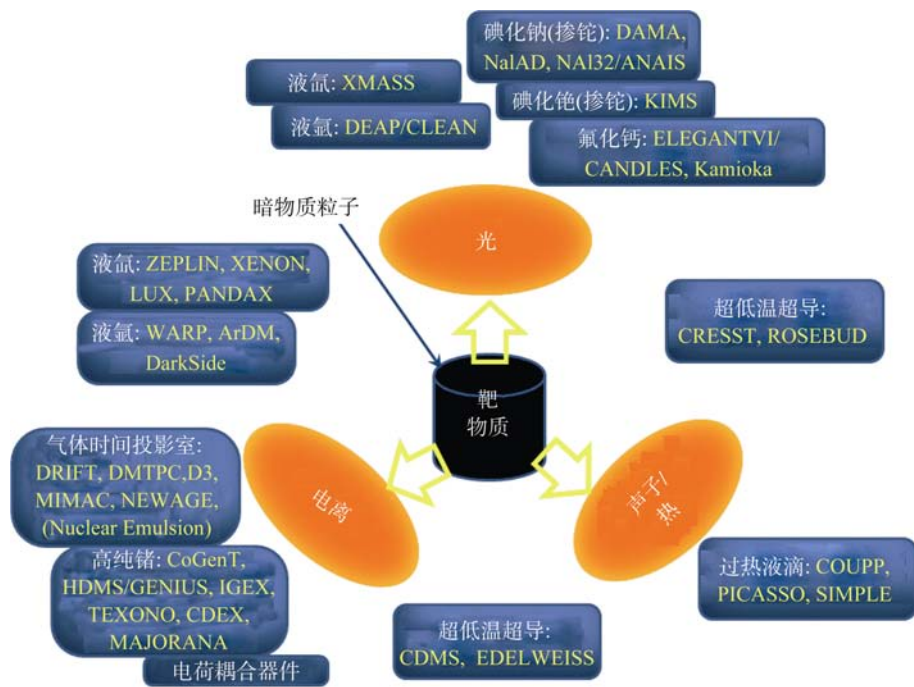 碘化钠(掺铊): DAMA,
NalAD, NAl32/ANAIS
液氙: XMASS
碘化铯(掺铊): KIMS
液氩: DEAP/CLEAN
氟化钙: ELEGANTVI/
CANDLES, Kamioka
暗物质粒子
光
液氙: ZEPLIN, XENON,
LUX, PANDAX
超低温超导:
CRESST, ROSEBUD
液氩: WARP, ArDM,
DarkSide
靶
物质
气体时间投影室:
DRIFT, DMTPC,D3,
MIMAC, NEWAGE,
(Nuclear Emulsion)
电离
声子/
热
高纯锗: CoGenT,
HDMS/GENIUS, IGEX,
TEXONO, CDEX,
MAJORANA
过热液滴: COUPP,
PICASSO, SIMPLE
超低温超导:
CDMS, EDELWEISS
电荷耦合器件